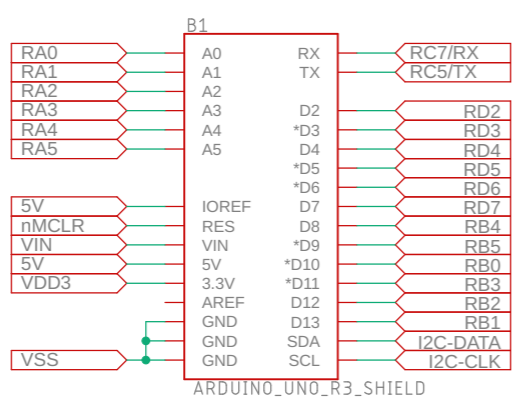 B1
RA0 A0 RX RC7/RX
RA1 A1 TX RC5/TX
RA2 A2
RA3 A3 D2 RD2
RA4 A4 *D3 RD3
RA5 A5 D4 RD4
*D5 RD5
*D6 RD6
5V IOREF D7 RD7
nMCLR RES D8 RB4
VIN VIN *D9 RB5
5V 5V *D10 RB0
VDD3 3.3V *D11 RB3
AREF D12 RB2
GND D13 RB1
GND SDA I2C-DATA
VSS GND SCL I2C-CLK
ARDUINO_UNO_R3_SHIELD